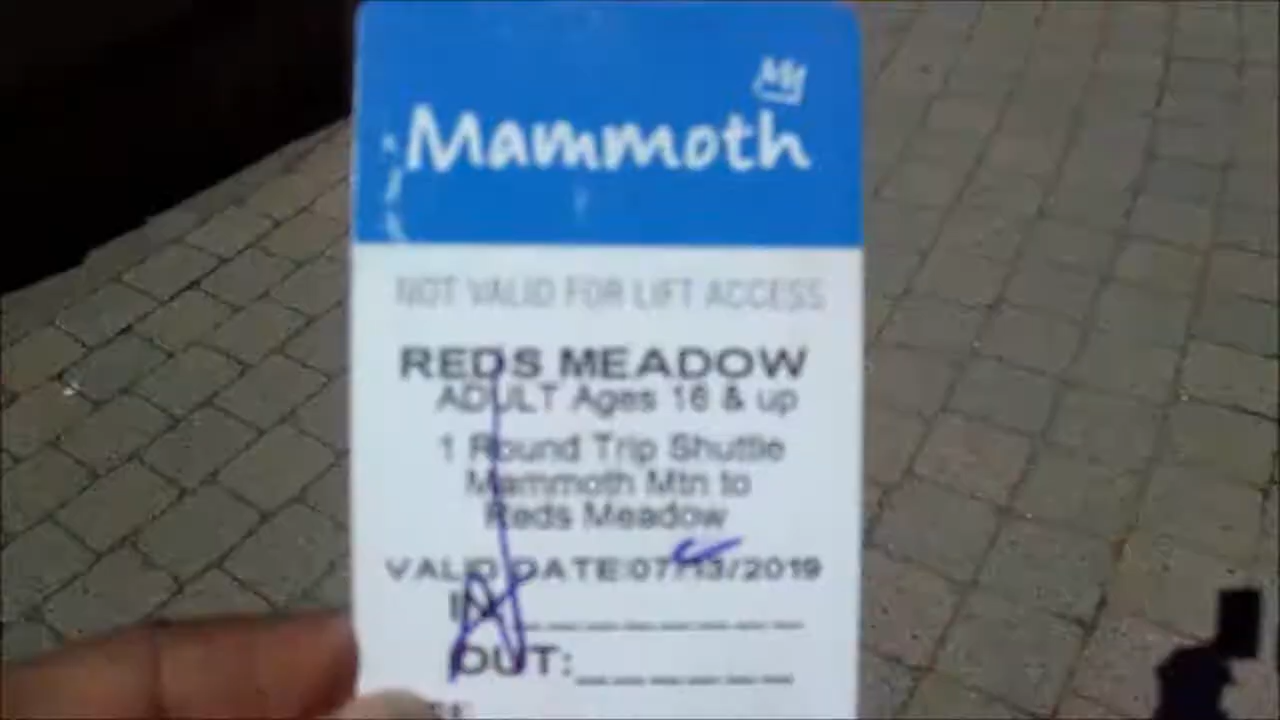 Mammoth
NOT VALID FOR LIFT ACCESS
REDS MEADOW
ADULT Ages 16 & up
1 Round Trip Shuttle
Mammoth Mtn to
Reds Meadow
VALID DATE:07/13/2019
IN:
OUT: